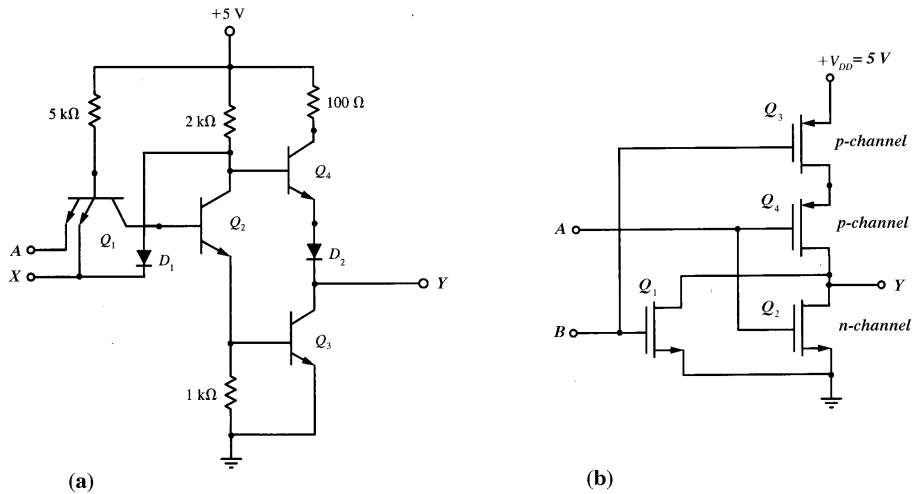 +5 V
5 kΩ
2 kΩ
100 Ω
Q4
Q2
Q1
A
X
D1
D2
Y
Q3
1 kΩ
(a)
+VDD= 5 V
Q3
p-channel
Q4
p-channel
A
Q1
Y
Q2
n-channel
B
(b)